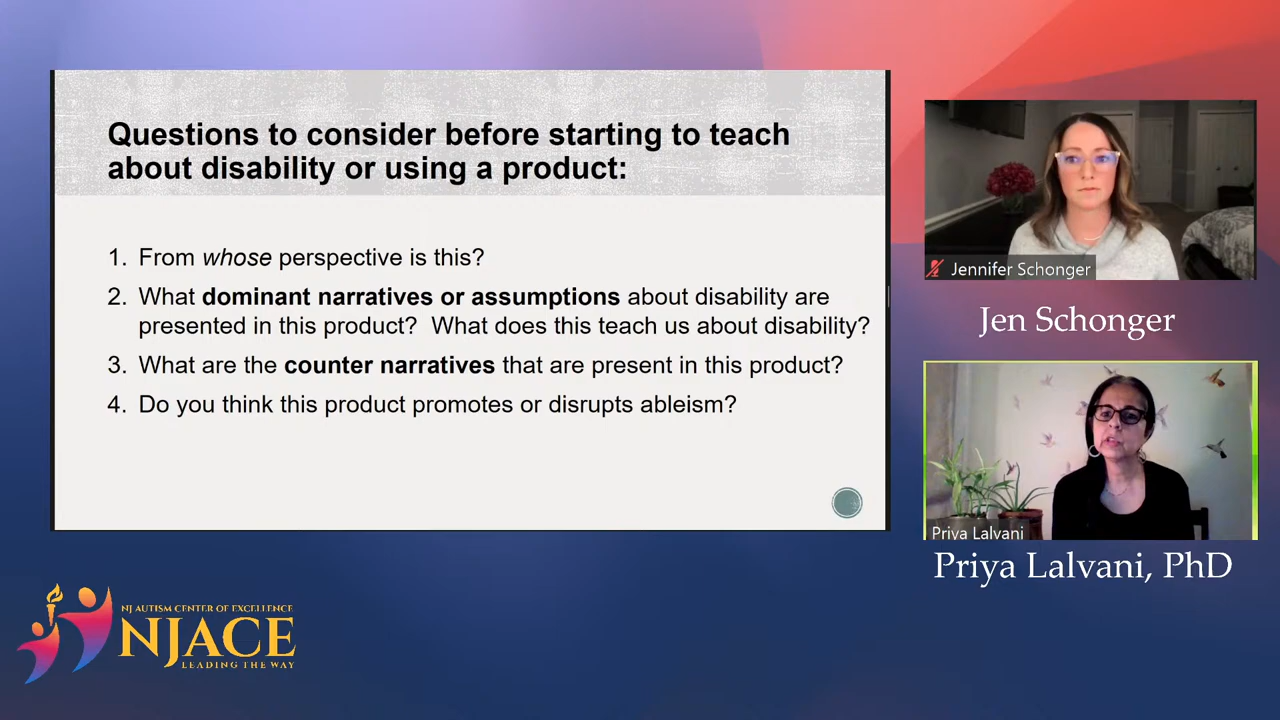 Questions to consider before starting to teach
about disability or using a product:
1. From whose perspective is this?
2. What dominant narratives or assumptions about disability are
presented in this product? What does this teach us about disability?
3. What are the counter narratives that are present in this product?
4. Do you think this product promotes or disrupts ableism?
Jennifer Schonger
Jen Schonger
Priya Lalvani
Priya Lalvani, PhD
NJ AUTISM CENTER OF EXCELLENCE
NJACE
LEADING THE WAY